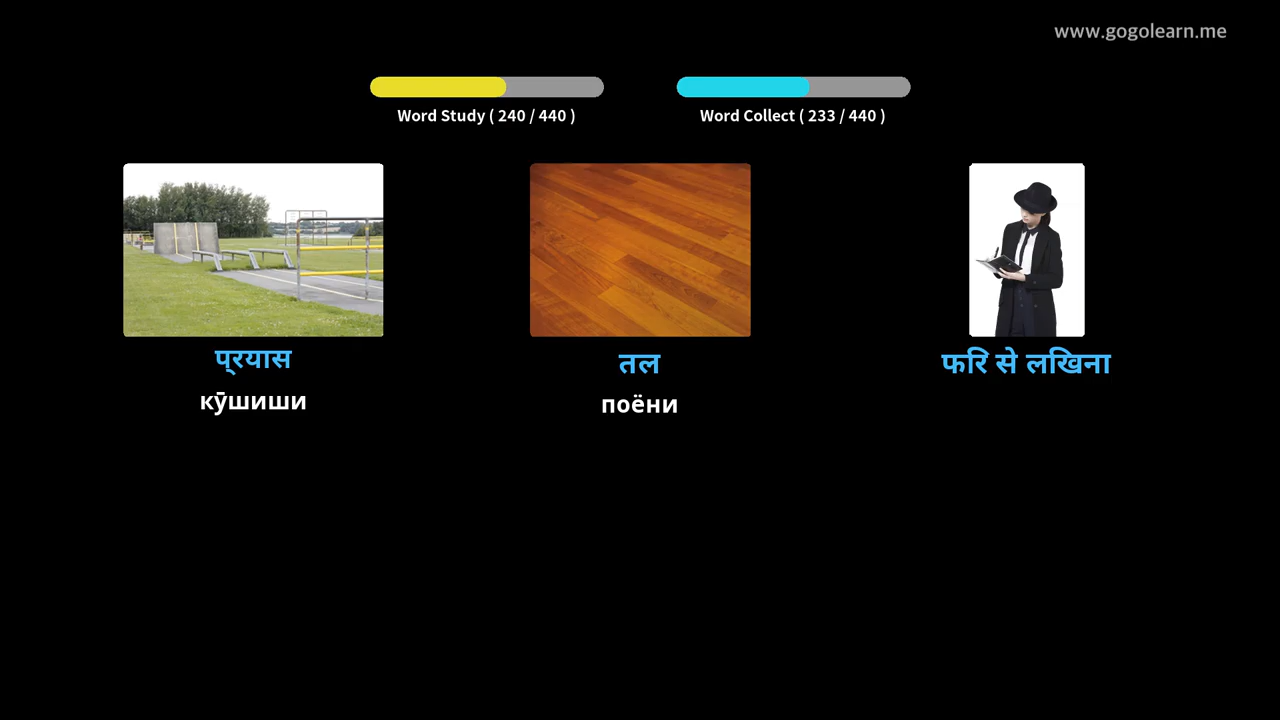 www.gogolearn.me
Word Study ( 240 / 440 )
Word Collect ( 233 / 440 )
प्रयास
तल
फरि से लखिना
кӯшиши
поёни